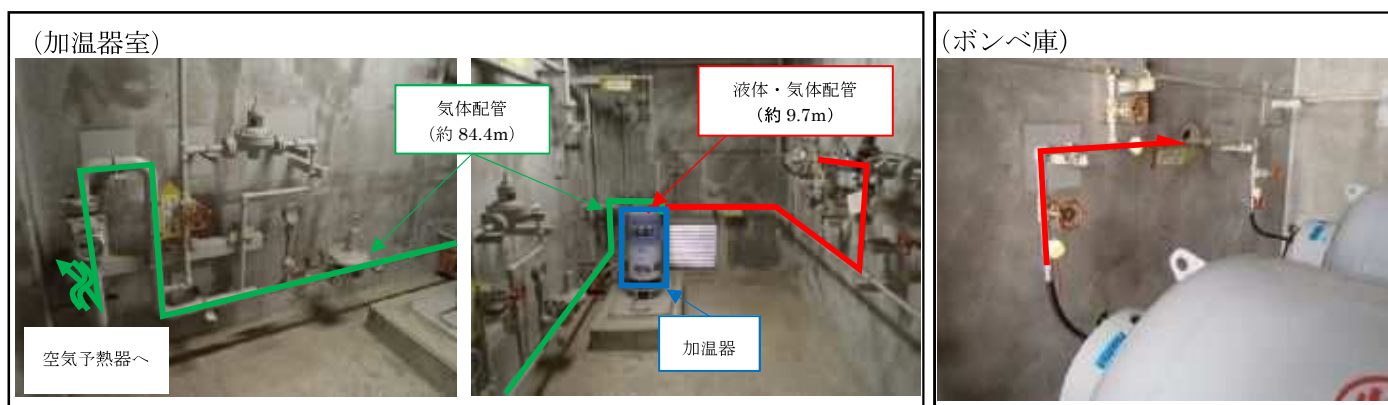 (加温器室)
気体配管
(約 84.4m)
液体・気体配管
(約 9.7m)
加温器
空気予熱器へ
(ボンベ庫)